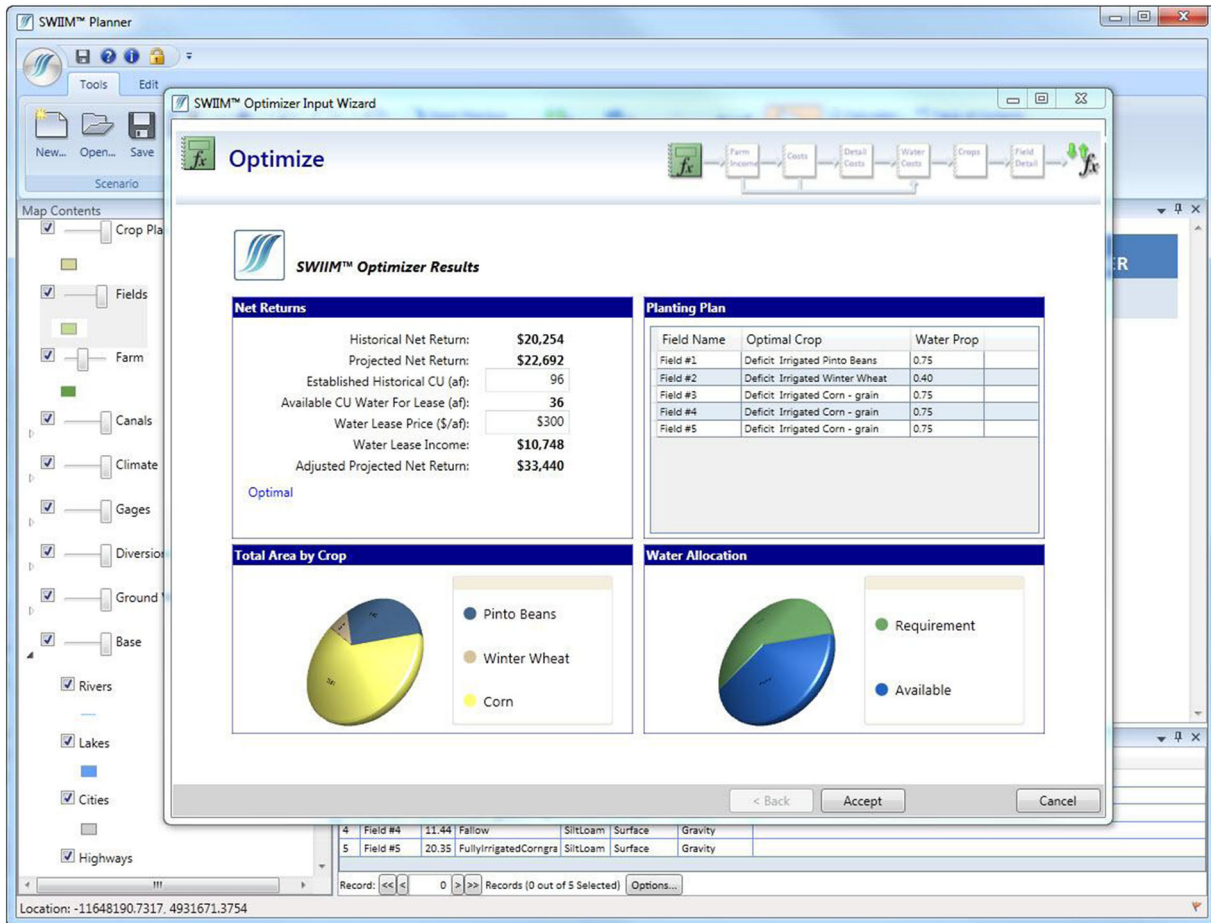 SWIIM™ Planner
Tools Edit
New... Open... Save
Scenario
Map Contents
Crop Pla
Fields
Farm
Canals
Climate
Gages
Diversion
Ground
Base
Rivers
Lakes
Cities
Highways
SWIIM™ Optimizer Input Wizard
Optimize
Farm Income
Costs
Detail Costs
Water Costs
Crops
Field Detail
SWIIM™ Optimizer Results
Net Returns
Historical Net Return: $20,254
Projected Net Return: $22,692
Established Historical CU (af): 96
Available CU Water For Lease (af): 36
Water Lease Price ($/af): $300
Water Lease Income: $10,748
Adjusted Projected Net Return: $33,440
Optimal
Planting Plan
Field Name Optimal Crop Water Prop
Field #1 Deficit Irrigated Pinto Beans 0.75
Field #2 Deficit Irrigated Winter Wheat 0.40
Field #3 Deficit Irrigated Corn - grain 0.75
Field #4 Deficit Irrigated Corn - grain 0.75
Field #5 Deficit Irrigated Corn - grain 0.75
Total Area by Crop
Pinto Beans
Winter Wheat
Corn
Water Allocation
Requirement
Available
< Back Accept Cancel
ER
4 Field #4 11.44 Fallow SiltLoam Surface Gravity
5 Field #5 20.35 FullyIrrigatedCorngra SiltLoam Surface Gravity
Record: << < 0 > >> Records (0 out of 5 Selected) Options...
Location: -11648190.7317, 4931671.3754